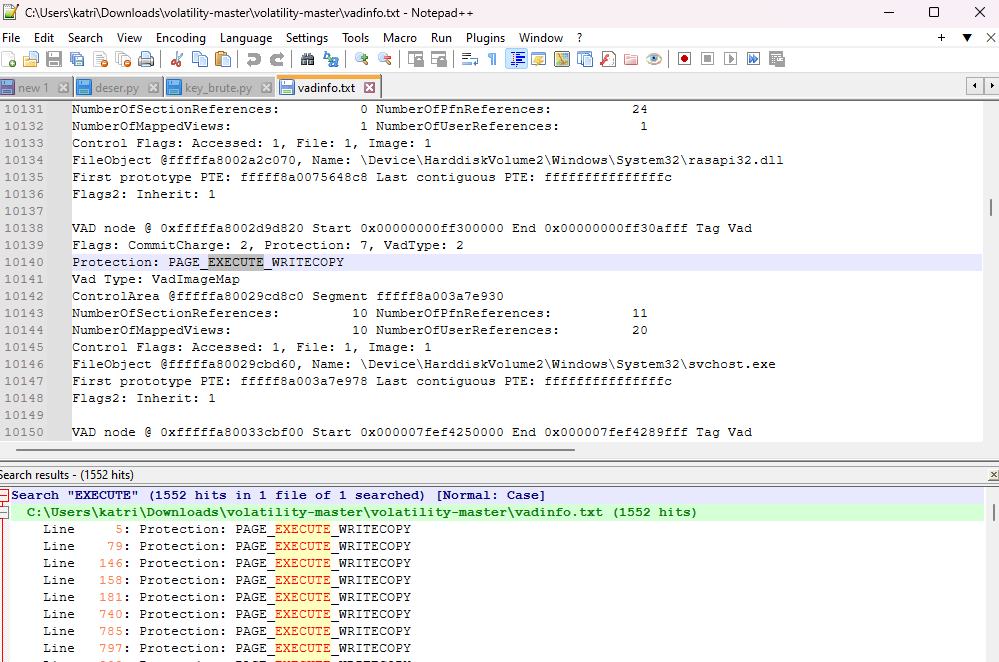 C:\Users\katri\Downloads\volatility-master\volatility-master\vadinfo.txt - Notepad++
File Edit Search View Encoding Language Settings Tools Macro Run Plugins Window ?
new 1 deser.py key_brute.py vadinfo.txt
10131 NumberOfSectionReferences: 0 NumberOfPfnReferences: 24
10132 NumberOfMappedViews: 1 NumberOfUserReferences: 1
10133 Control Flags: Accessed: 1, File: 1, Image: 1
10134 FileObject @fffffa8002a2c070, Name: \Device\HarddiskVolume2\Windows\System32\rasapi32.dll
10135 First prototype PTE: fffff8a0075648c8 Last contiguous PTE: fffffffffffffffc
10136 Flags2: Inherit: 1
10137
10138 VAD node @ 0xfffffa8002d9d820 Start 0x00000000ff300000 End 0x00000000ff30afff Tag Vad
10139 Flags: CommitCharge: 2, Protection: 7, VadType: 2
10140 Protection: PAGE_EXECUTE_WRITECOPY
10141 Vad Type: VadImageMap
10142 ControlArea @fffffa80029cd8c0 Segment fffff8a003a7e930
10143 NumberOfSectionReferences: 10 NumberOfPfnReferences: 11
10144 NumberOfMappedViews: 10 NumberOfUserReferences: 20
10145 Control Flags: Accessed: 1, File: 1, Image: 1
10146 FileObject @fffffa80029cbd60, Name: \Device\HarddiskVolume2\Windows\System32\svchost.exe
10147 First prototype PTE: fffff8a003a7e978 Last contiguous PTE: fffffffffffffffc
10148 Flags2: Inherit: 1
10149
10150 VAD node @ 0xfffffa80033cbf00 Start 0x000007fef4250000 End 0x000007fef4289fff Tag Vad
Search results - (1552 hits)
Search "EXECUTE" (1552 hits in 1 file of 1 searched) [Normal: Case]
C:\Users\katri\Downloads\volatility-master\volatility-master\vadinfo.txt (1552 hits)
Line 5: Protection: PAGE_EXECUTE_WRITECOPY
Line 79: Protection: PAGE_EXECUTE_WRITECOPY
Line 146: Protection: PAGE_EXECUTE_WRITECOPY
Line 158: Protection: PAGE_EXECUTE_WRITECOPY
Line 181: Protection: PAGE_EXECUTE_WRITECOPY
Line 740: Protection: PAGE_EXECUTE_WRITECOPY
Line 785: Protection: PAGE_EXECUTE_WRITECOPY
Line 797: Protection: PAGE_EXECUTE_WRITECOPY